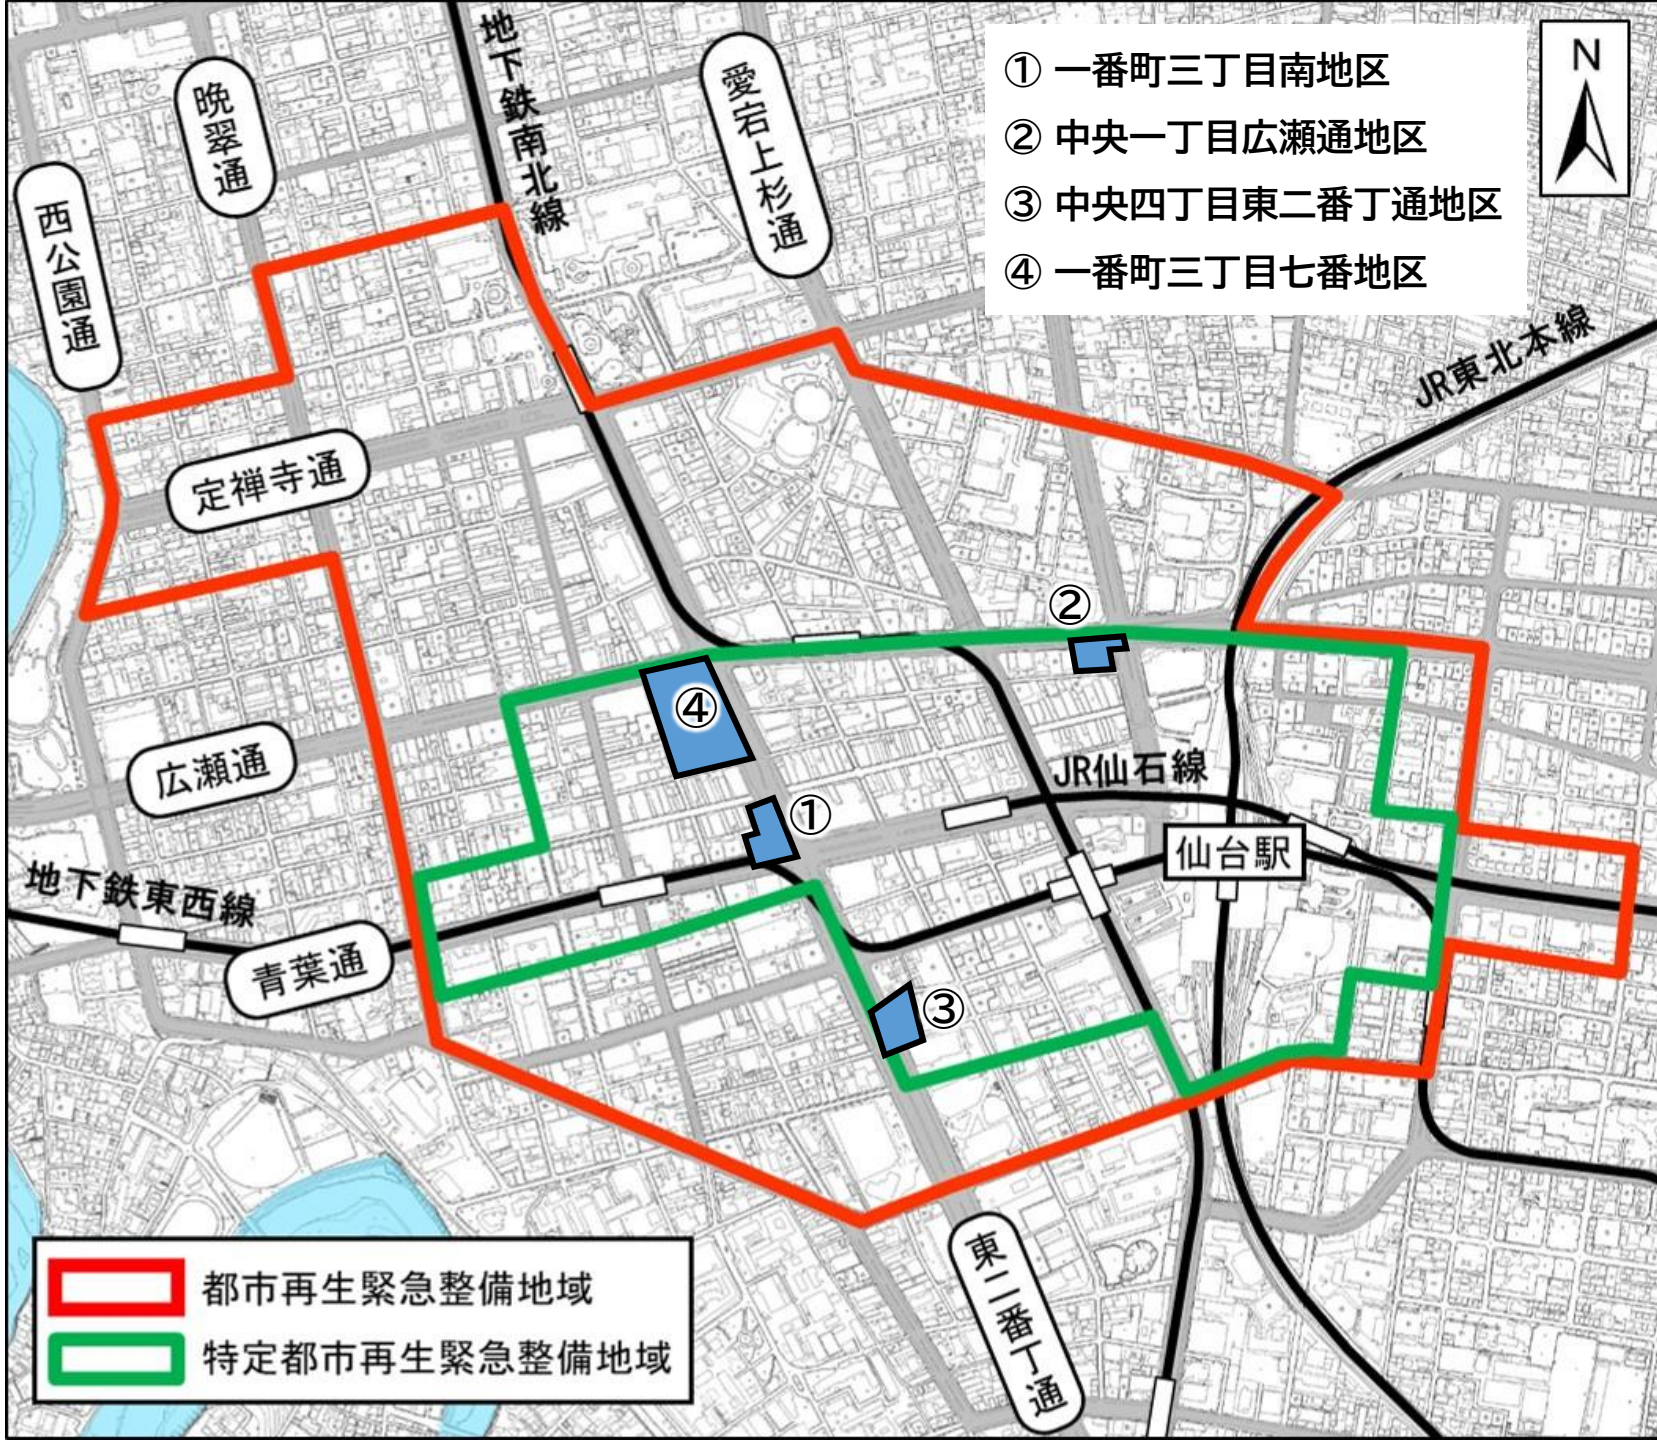 ① 一番町三丁目南地区
② 中央一丁目広瀬通地区
③ 中央四丁目東二番丁通地区
④ 一番町三丁目七番地区
N
地下鉄南北線
愛宕上杉通
晩翠通
西公園通
JR東北本線
定禅寺通
②
④
広瀬通
JR仙石線
①
仙台駅
地下鉄東西線
青葉通
③
東二番丁通
都市再生緊急整備地域
特定都市再生緊急整備地域